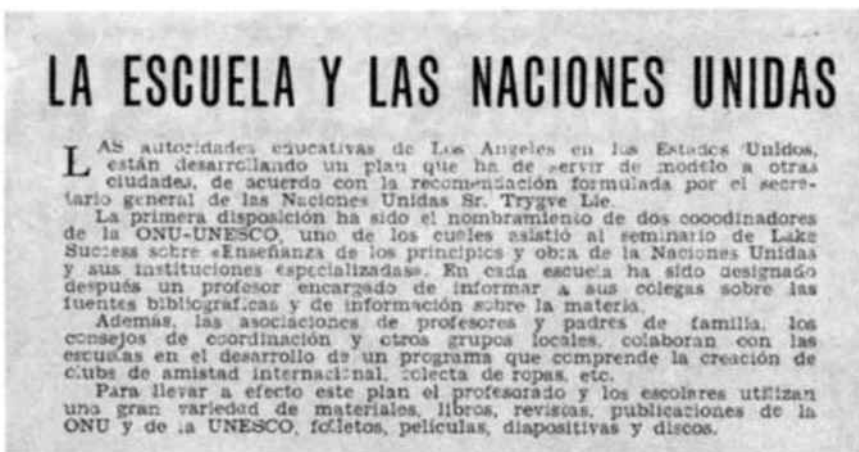 LA ESCUELA Y LAS NACIONES UNIDAS
LAS autoridades educativas de Los Angeles en los Estados Unidos,
están desarrollando un plan que ha de servir de modelo a otras
ciudades, de acuerdo con la recomendación formulada por el secre-
tario general de las Naciones Unidas Sr. Trygve Lie.
La primera disposición ha sido el nombramiento de dos cooodinadores
de la ONU-UNESCO, uno de los cueles asistió al seminario de Lake
Success sobre «Enseñanza de los principios y obra de la Naciones Unidas
y sus instituciones especializadas». En cada escuela ha sido designado
después un profesor encargado de informar a sus colegas sobre las
fuentes bibliográficas y de información sobre la materia.
Además, las asociaciones de profesores y padres de familia, los
consejos de coordinación y otros grupos locales, colaboran con las
escuelas en el desarrollo de un programa que comprende la creación de
clubs de amistad internacional, colecta de ropas, etc.
Para llevar a efecto este plan el profesorado y los escolares utilizan
una gran variedad de materiales, libros, revistas, publicaciones de la
ONU y de la UNESCO, folletos, películas, diapositivas y discos.